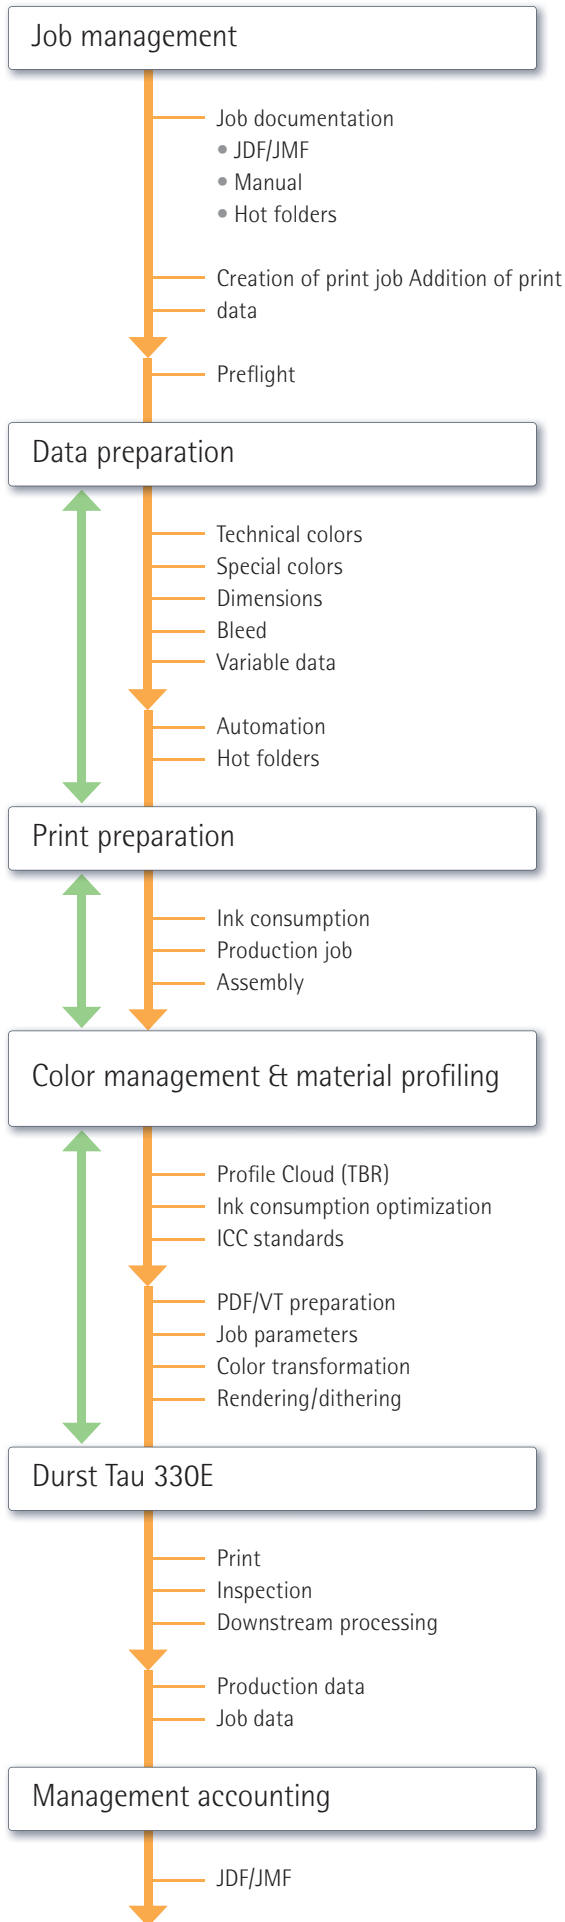 Job management
Job documentation
• JDF/JMF
• Manual
• Hot folders
Creation of print job Addition of print
data
Preflight
Data preparation
Technical colors
Special colors
Dimensions
Bleed
Variable data
Automation
Hot folders
Print preparation
Ink consumption
Production job
Assembly
Color management & material profiling
Profile Cloud (TBR)
Ink consumption optimization
ICC standards
PDF/VT preparation
Job parameters
Color transformation
Rendering/dithering
Durst Tau 330E
Print
Inspection
Downstream processing
Production data
Job data
Management accounting
JDF/JMF